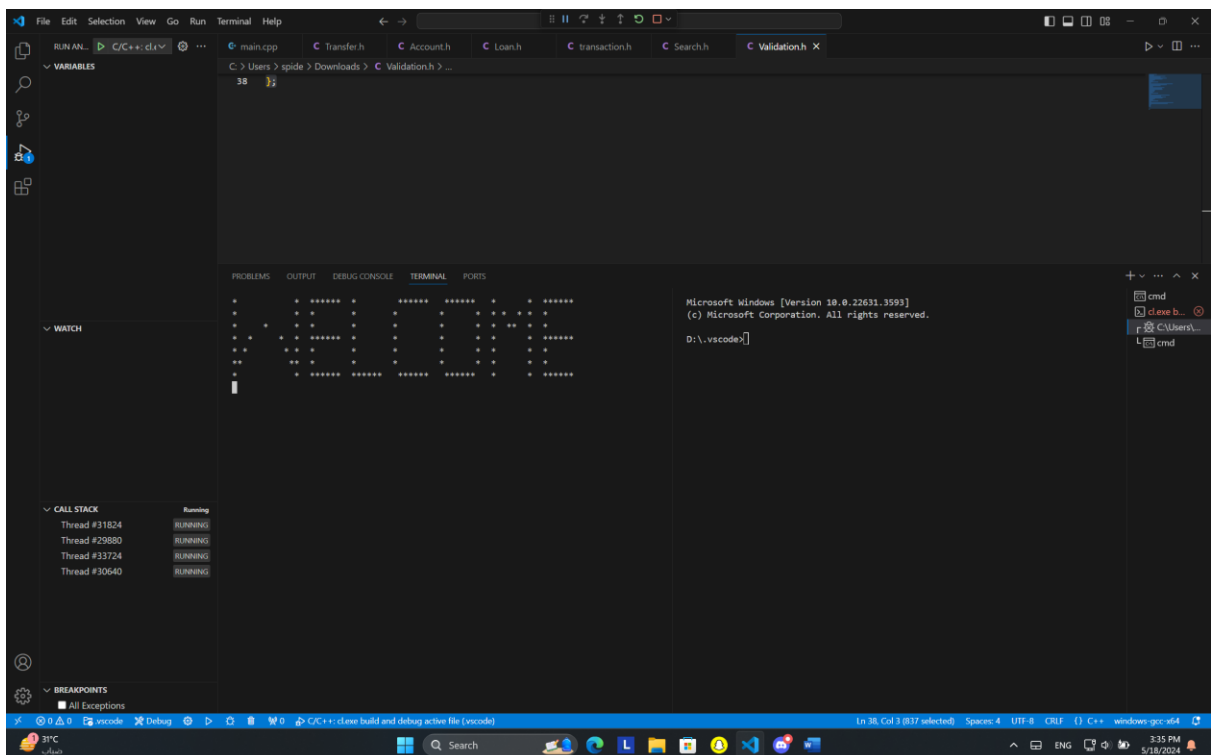 File Edit Selection View Go Run Terminal Help
RUN AN... C/C++: cl.e
main.cpp Transfer.h Account.h Loan.h transaction.h Search.h Validation.h
VARIABLES
C: > Users > spide > Downloads > C Validation.h > ...
38 };
PROBLEMS OUTPUT DEBUG CONSOLE TERMINAL PORTS
WELCOME
Microsoft Windows [Version 10.0.22631.3593]
(c) Microsoft Corporation. All rights reserved.
D:\.vscode>
cmd
cl.exe b...
C:\Users\...
cmd
WATCH
CALL STACK Running
Thread #31824 RUNNING
Thread #29880 RUNNING
Thread #33724 RUNNING
Thread #30640 RUNNING
BREAKPOINTS
All Exceptions
0 0 .vscode Debug 0 C/C++: cl.exe build and debug active file (.vscode) Ln 38, Col 3 (837 selected) Spaces: 4 UTF-8 CRLF {} C++ windows-gcc-x64
31°C
ضباب
Search
ENG
3:35 PM
5/18/2024